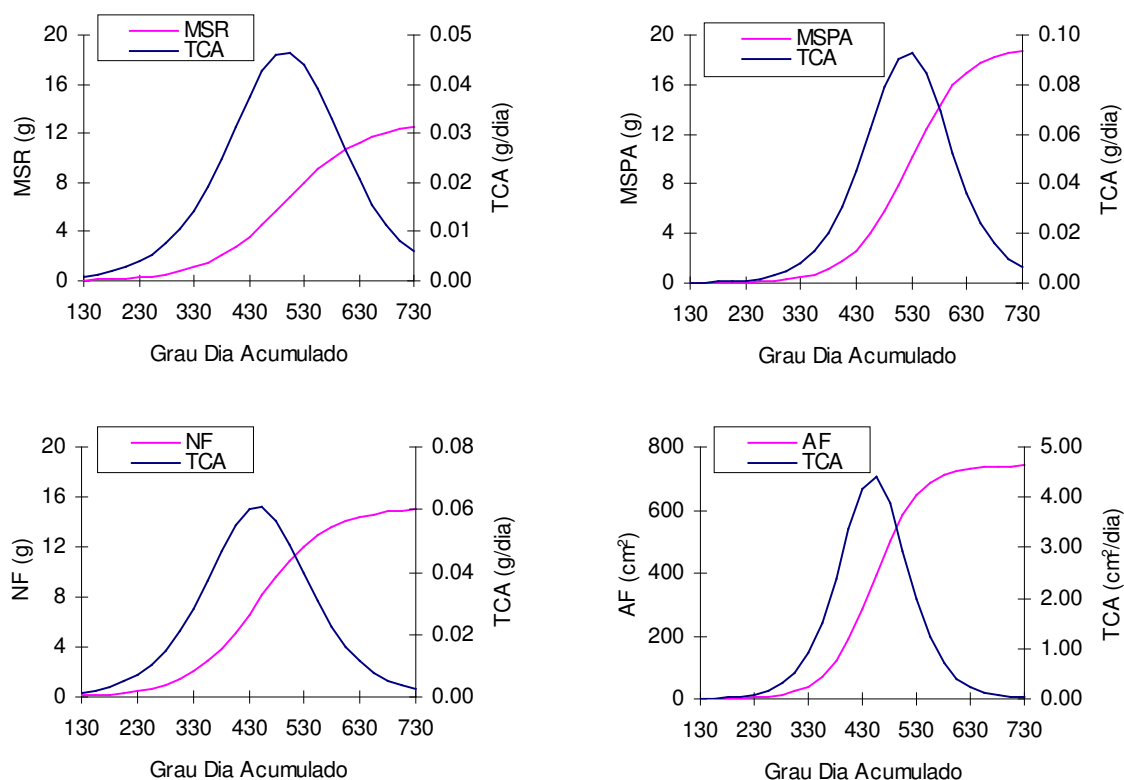 MSR
TCA
20
16
12
8
4
0
MSR (g)
0.05
0.04
0.03
0.02
0.01
0.00
TCA (g/dia)
130 230 330 430 530 630 730
Grau Dia Acumulado
MSPA
TCA
20
16
12
8
4
0
MSPA (g)
0.10
0.08
0.06
0.04
0.02
0.00
TCA (g/dia)
130 230 330 430 530 630 730
Grau Dia Acumulado
NF
TCA
20
16
12
8
4
0
NF (g)
0.08
0.06
0.04
0.02
0.00
TCA (g/dia)
130 230 330 430 530 630 730
Grau Dia Acumulado
AF
TCA
800
600
400
200
0
AF (cm²)
5.00
4.00
3.00
2.00
1.00
0.00
TCA (cm²/dia)
130 230 330 430 530 630 730
Grau Dia Acumulado